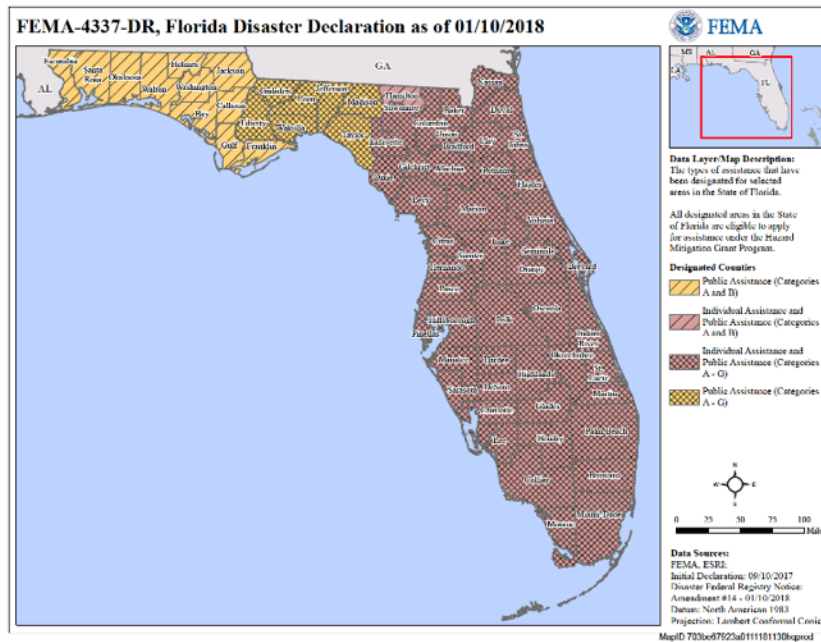 FEMA-4337-DR, Florida Disaster Declaration as of 01/10/2018
FEMA
MS AL GA
LA
FL
GA
AL
Escambia
Santa Rosa
Okaloosa
Walton
Holmes
Washington
Jackson
Bay
Calhoun
Gulf
Liberty
Franklin
Gadsden
Leon
Wakulla
Jefferson
Madison
Taylor
Hamilton
Suwannee
Lafayette
Columbia
Baker
Nassau
Duval
Union
Bradford
Clay
St. Johns
Dixie
Gilchrist
Alachua
Putnam
Flagler
Levy
Marion
Volusia
Citrus
Sumter
Lake
Seminole
Hernando
Orange
Brevard
Pasco
Hillsborough
Polk
Osceola
Pinellas
Indian River
Manatee
Hardee
Okeechobee
Highlands
St. Lucie
Sarasota
DeSoto
Martin
Charlotte
Glades
Lee
Hendry
Palm Beach
Collier
Broward
Monroe
Miami-Dade
Data Layer/Map Description:
The types of assistance that have
been designated for selected
areas in the State of Florida.
All designated areas in the State
of Florida are eligible to apply
for assistance under the Hazard
Mitigation Grant Program.
Designated Counties
Public Assistance (Categories
A and B)
Individual Assistance and
Public Assistance (Categories
A and B)
Individual Assistance and
Public Assistance (Categories
A - G)
Public Assistance (Categories
A - G)
N
W E
S
0 25 50 75 100
Mile
Data Sources:
FEMA, ESRI;
Initial Declaration: 09/10/2017
Disaster Federal Registry Notice:
Amendment #14 - 01/10/2018
Datum: North American 1983
Projection: Lambert Conformal Conic